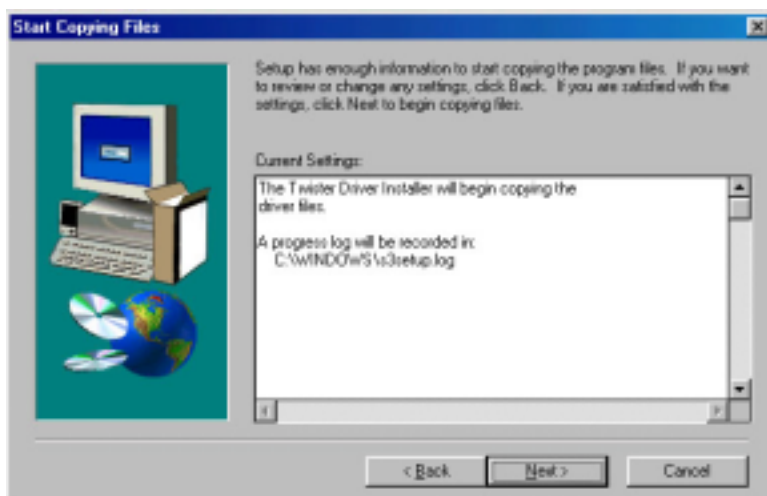 Start Copying Files
Setup has enough information to start copying the program files. If you want
to review or change any settings, click Back. If you are satisfied with the
settings, click Next to begin copying files.
Current Settings:
The Twister Driver Installer will begin copying the
driver files.
A progress log will be recorded in:
C:\WINDOWS\s3setup.log
< Back
Next >
Cancel